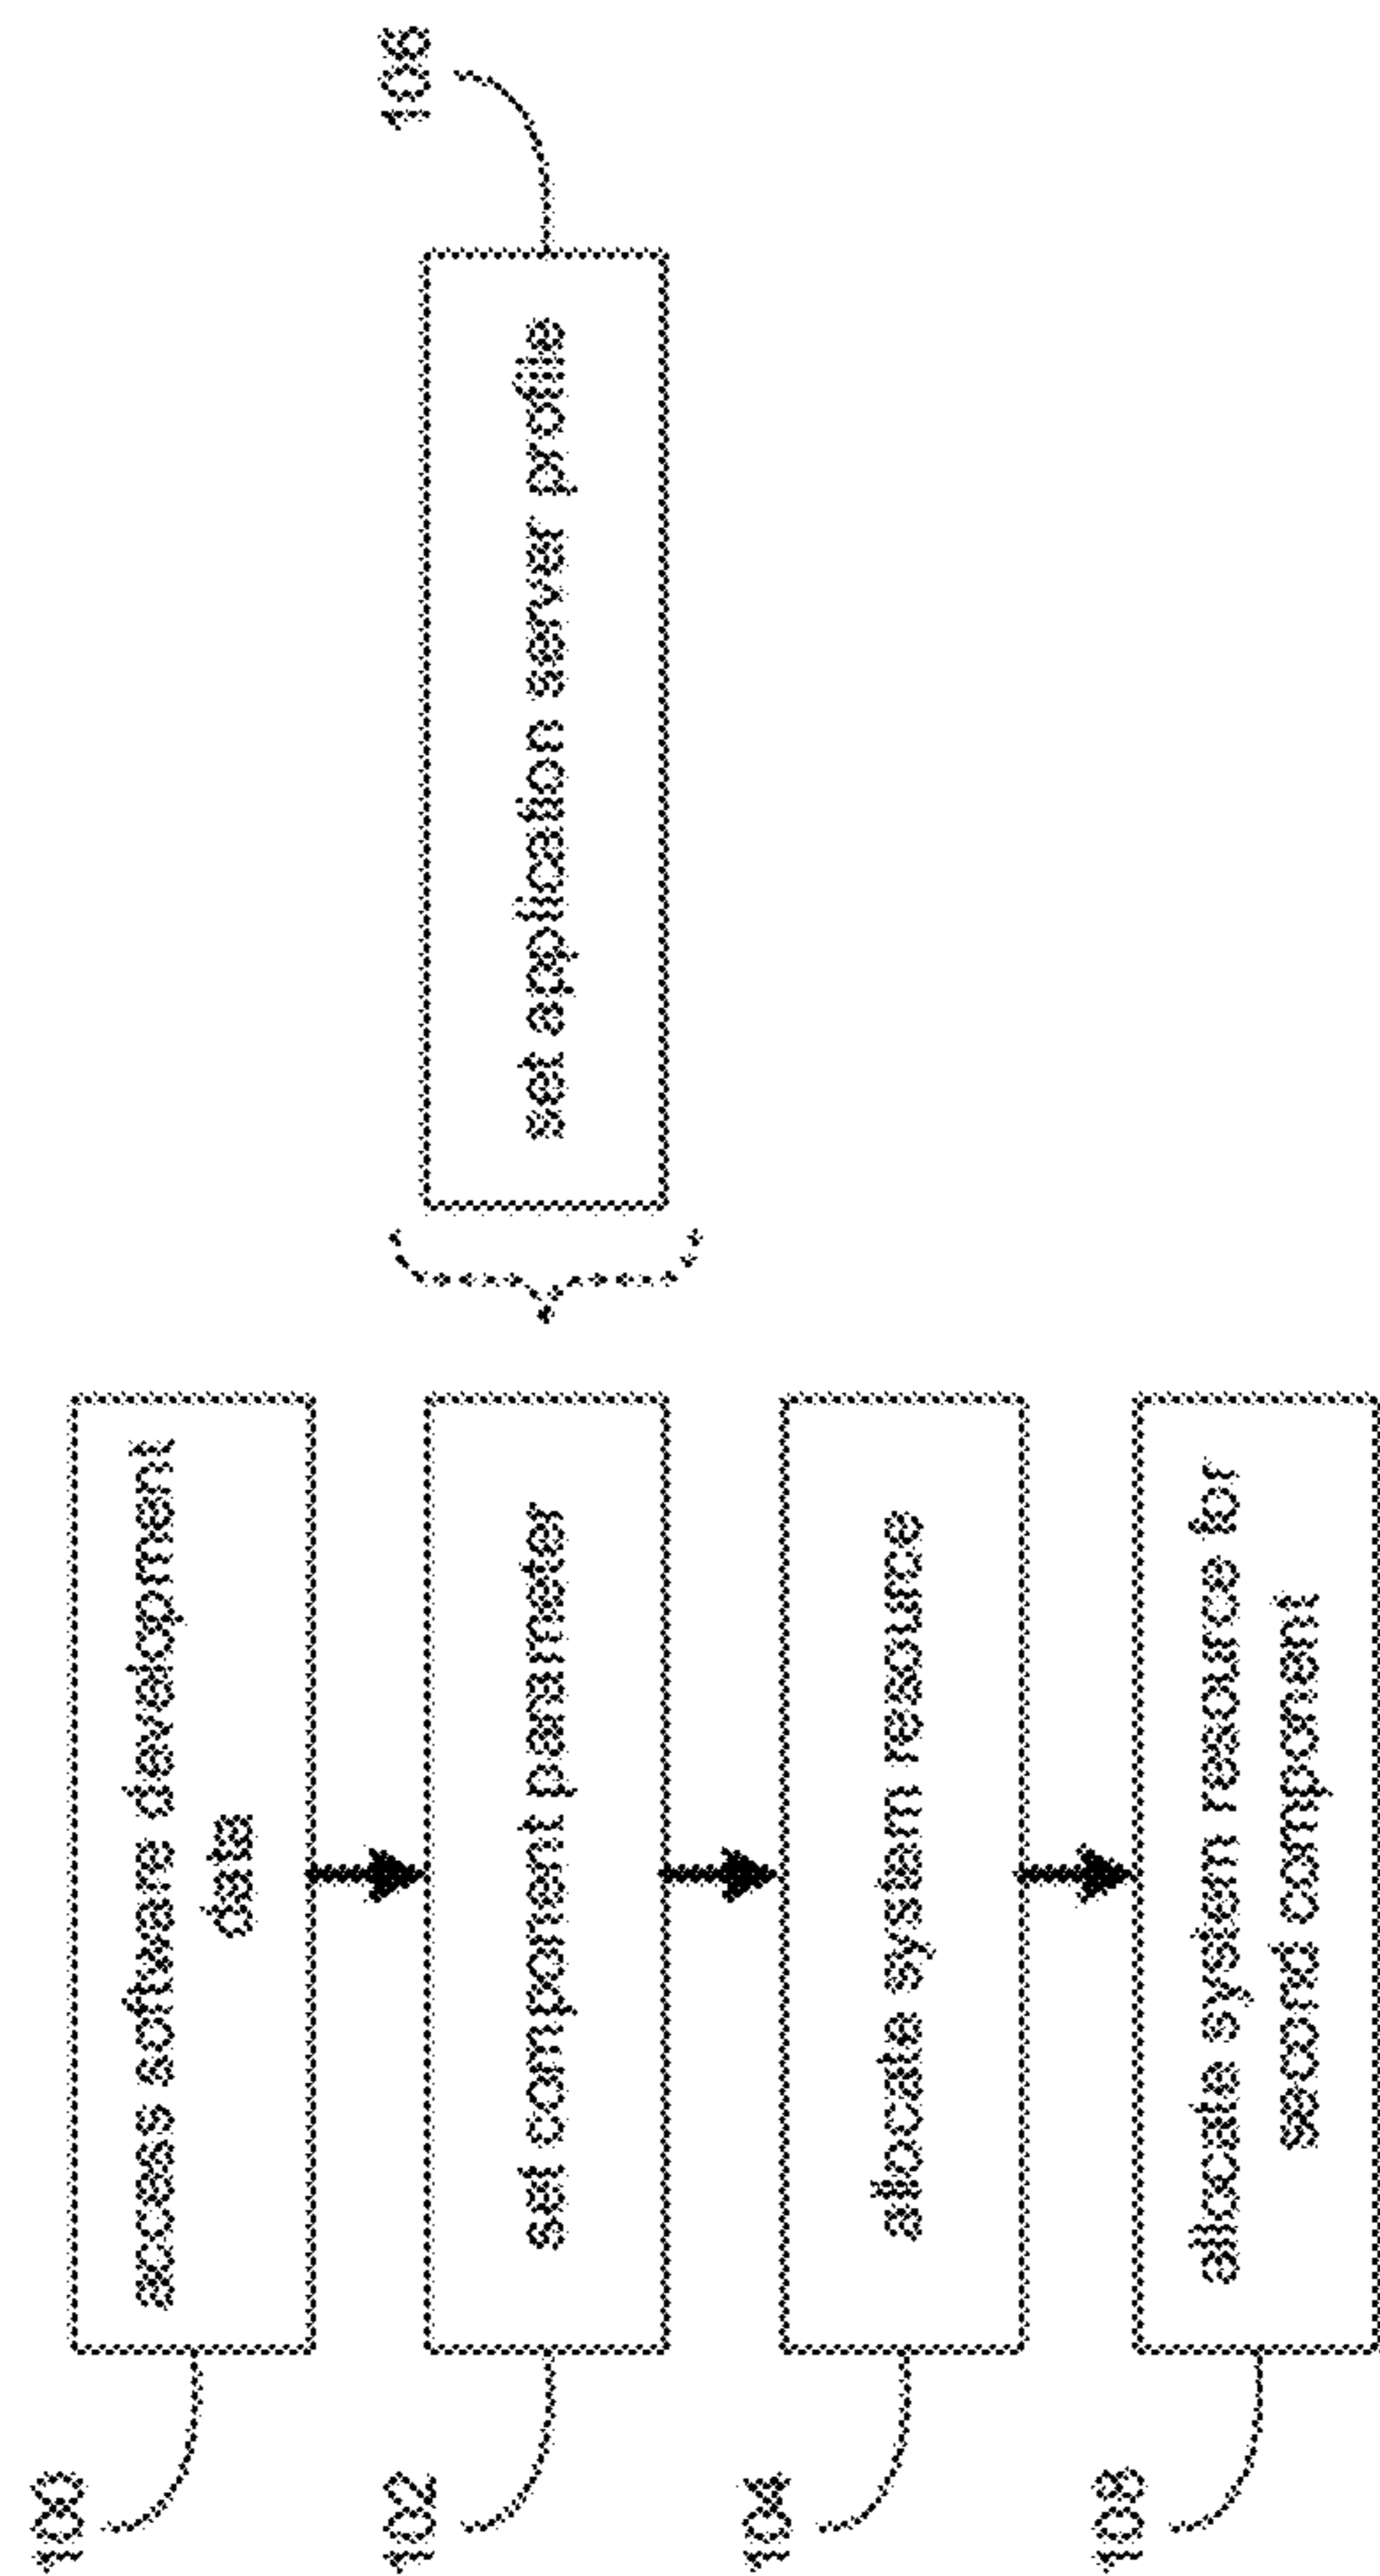 100
access software development
data
102
set component parameter
106
set application server profile
104
allocate system resource
108
allocate system resource for
second component